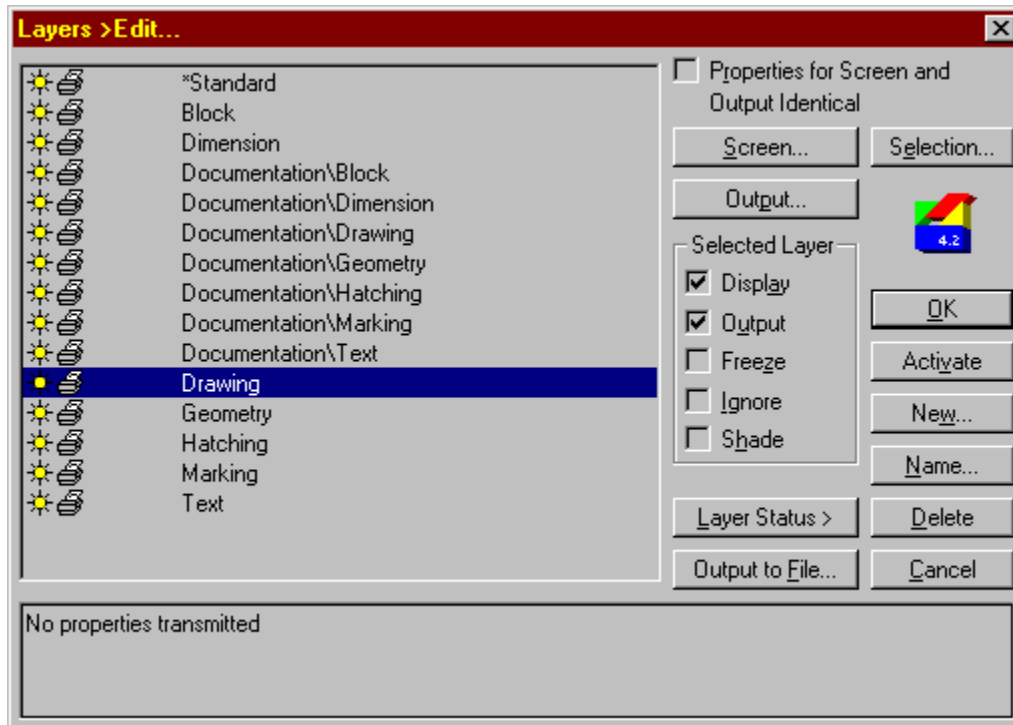 Layers >Edit...
*Standard
Block
Dimension
Documentation\Block
Documentation\Dimension
Documentation\Drawing
Documentation\Geometry
Documentation\Hatching
Documentation\Marking
Documentation\Text
Drawing
Geometry
Hatching
Marking
Text
Properties for Screen and
Output Identical
Screen...
Selection...
Output...
4.2
Selected Layer
Display
Output
Freeze
Ignore
Shade
OK
Activate
New...
Name...
Layer Status >
Delete
Output to File...
Cancel
No properties transmitted